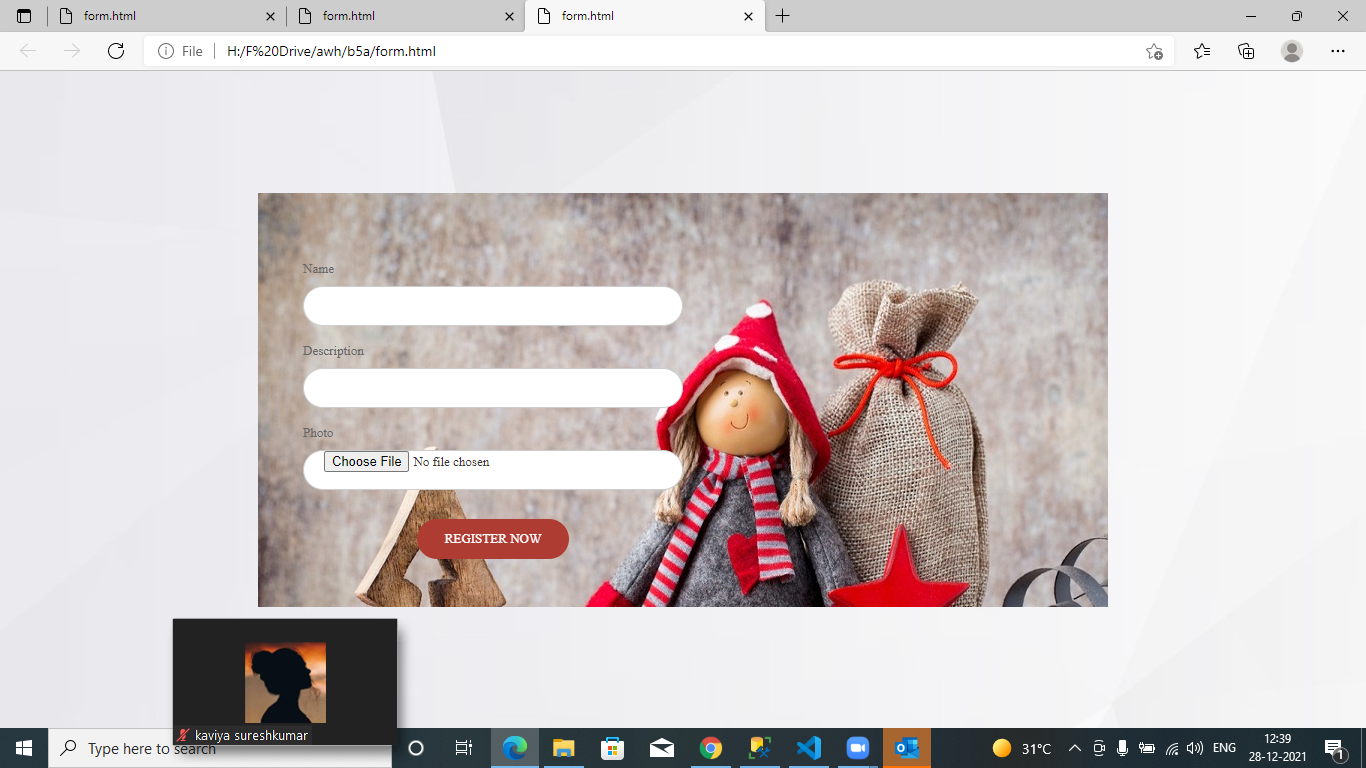 form.html
form.html
form.html
File
H:/F%20Drive/awh/b5a/form.html
Name
Description
Photo
Choose File No file chosen
REGISTER NOW
kaviya sureshkumar
Type here to search
31°C
ENG
12:39
28-12-2021
1